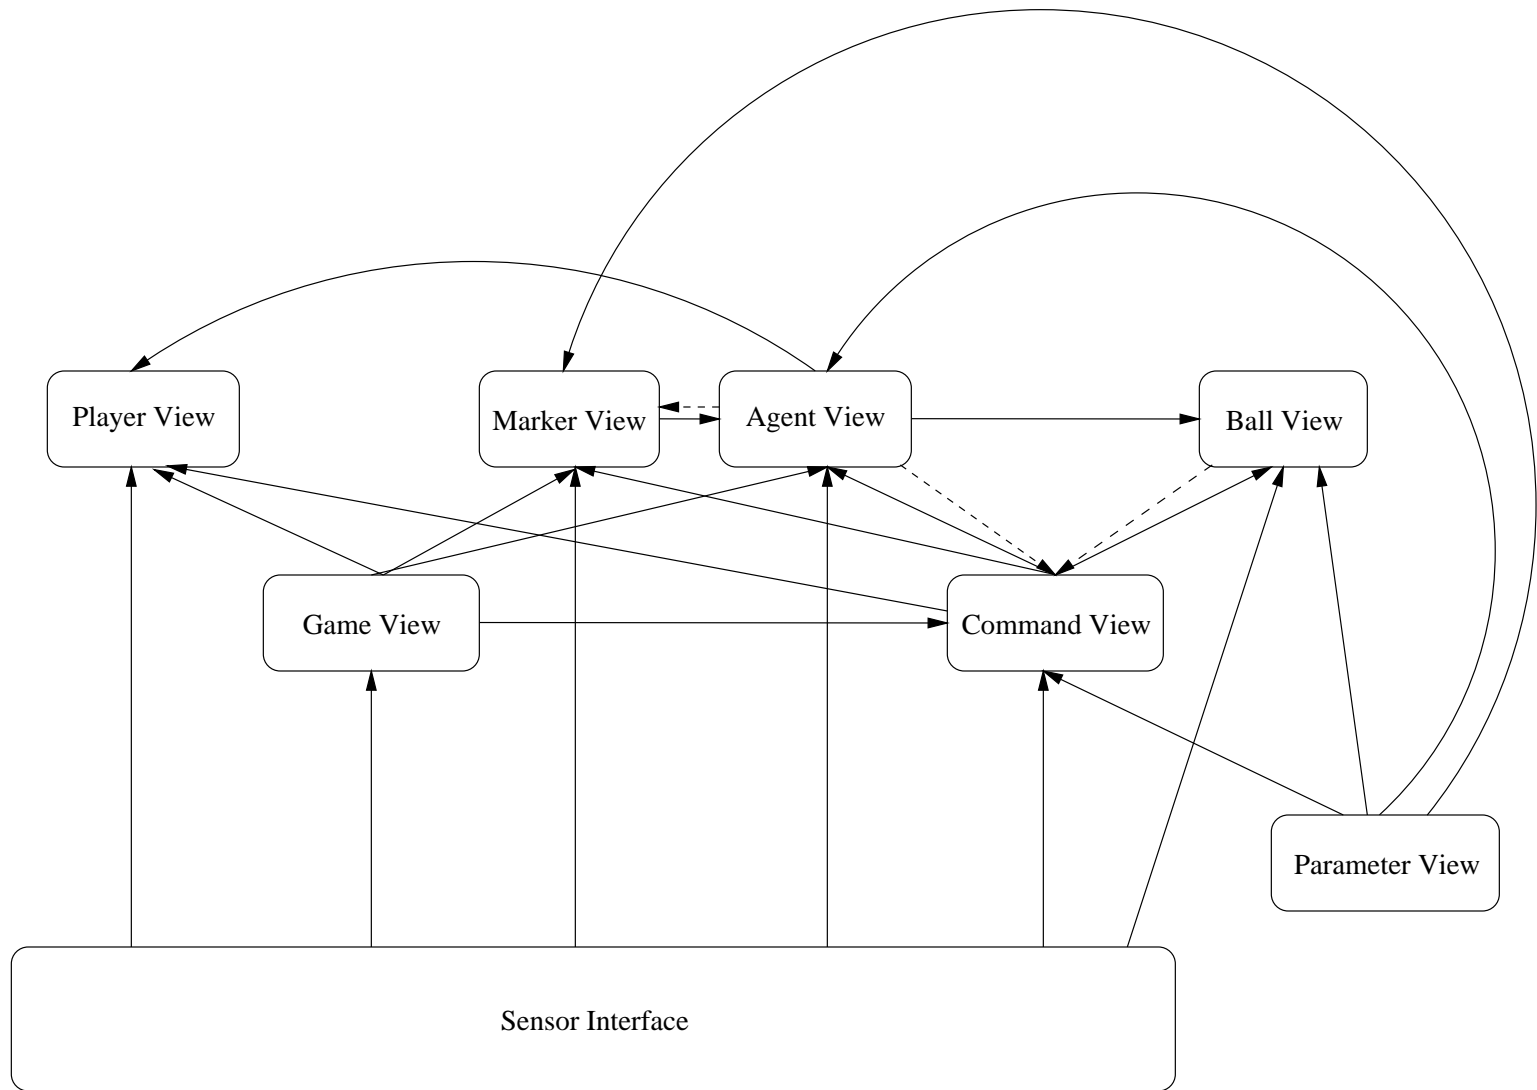 Player View
Marker View
Agent View
Ball View
Game View
Command View
Parameter View
Sensor Interface